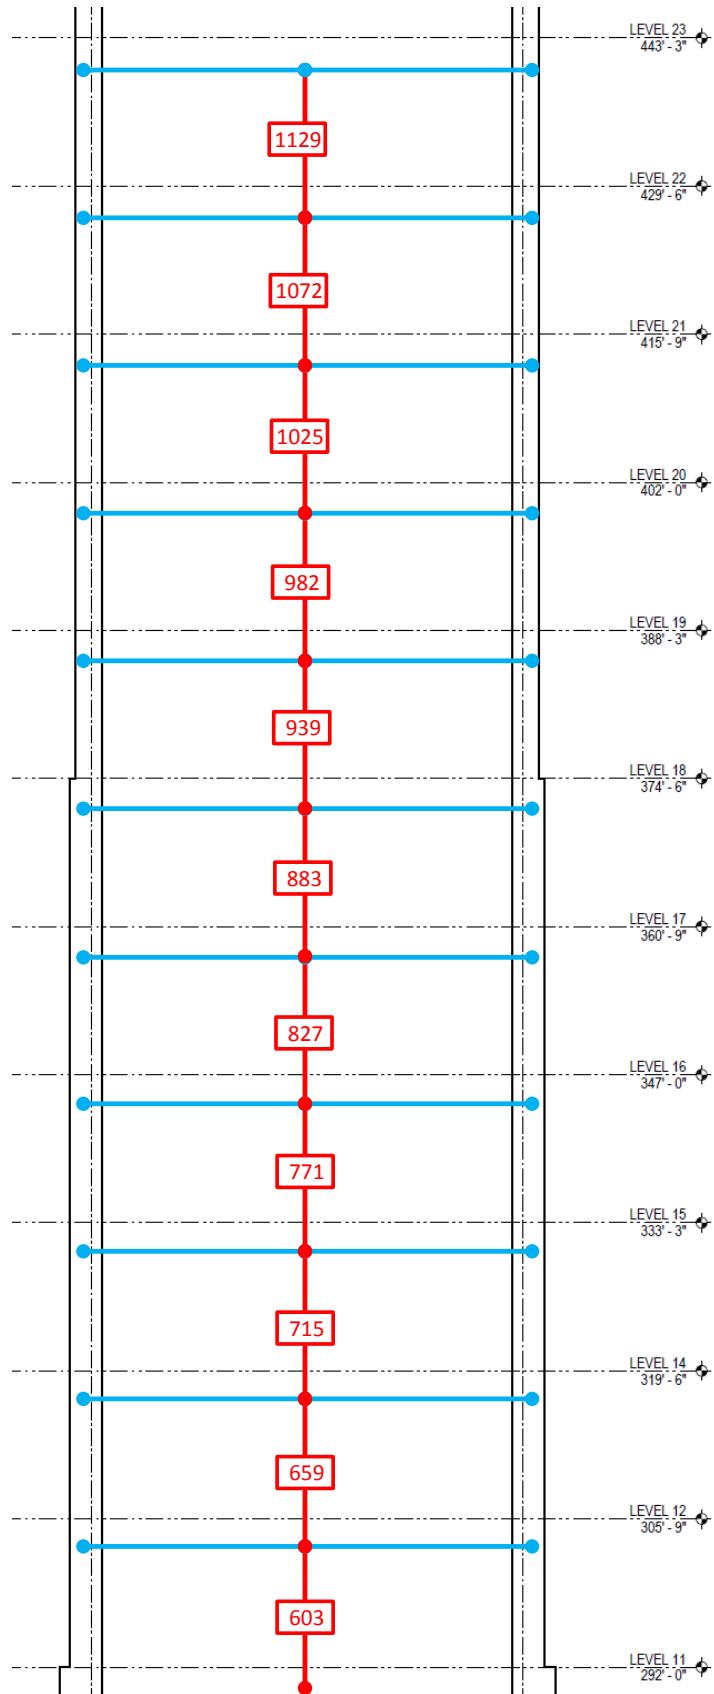 LEVEL 23
443' - 3"
1129
LEVEL 22
429' - 6"
1072
LEVEL 21
415' - 9"
1025
LEVEL 20
402' - 0"
982
LEVEL 19
388' - 3"
939
LEVEL 18
374' - 6"
883
LEVEL 17
360' - 9"
827
LEVEL 16
347' - 0"
771
LEVEL 15
333' - 3"
715
LEVEL 14
319' - 6"
659
LEVEL 12
305' - 9"
603
LEVEL 11
292' - 0"